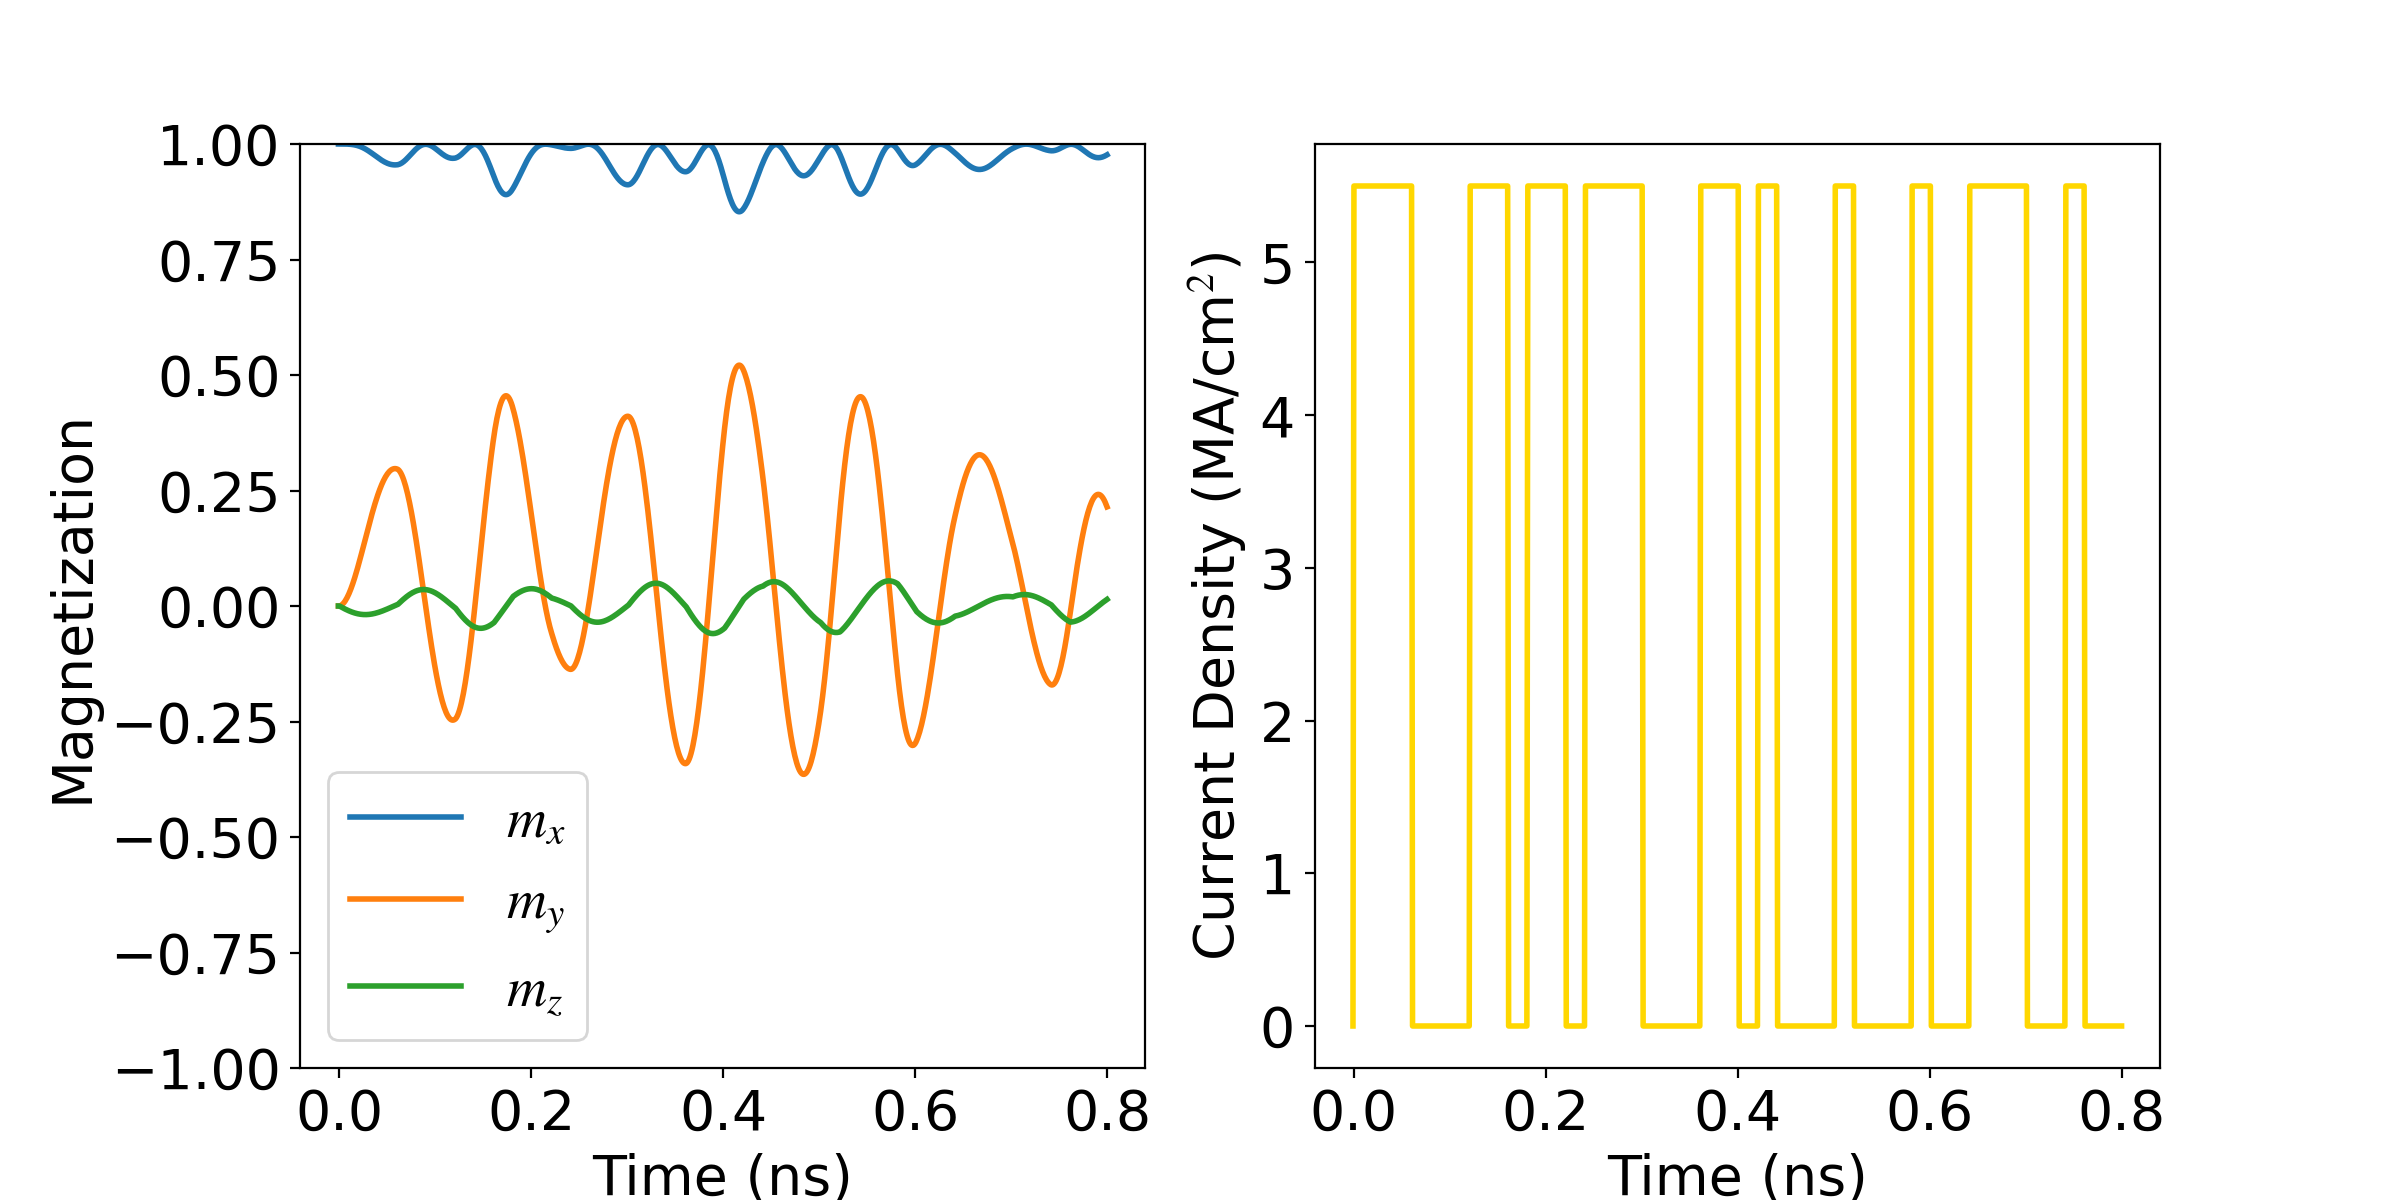 1.00
0.75
0.50
0.25
0.00
−0.25
−0.50
−0.75
−1.00
Magnetization
m_x
m_y
m_z
0.0 0.2 0.4 0.6 0.8
Time (ns)
5
4
3
2
1
0
Current Density (MA/cm²)
0.0 0.2 0.4 0.6 0.8
Time (ns)